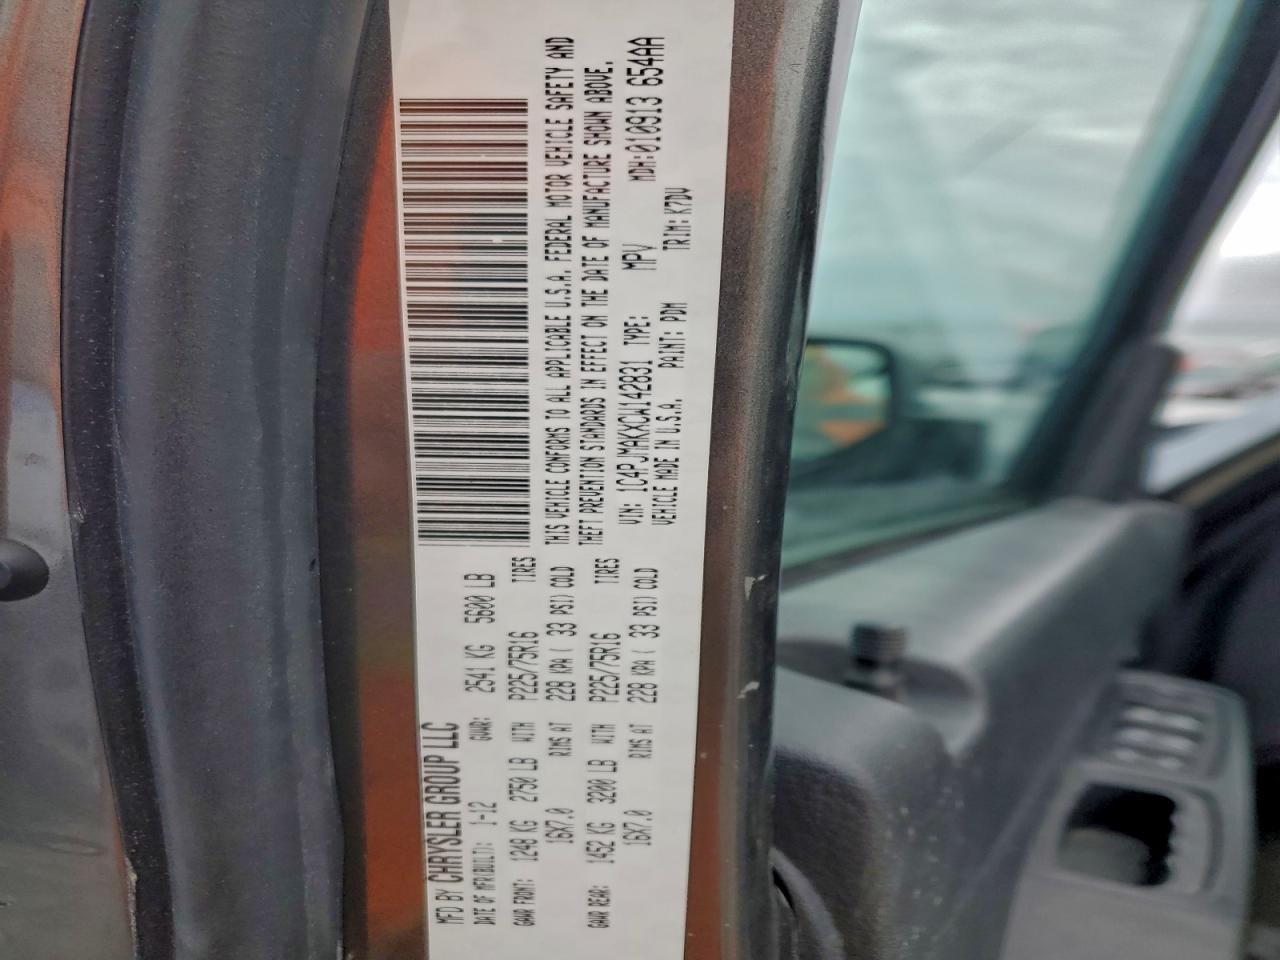 MFD BY CHRYSLER GROUP LLC
DATE OF MFR(BUILT): 1-12 GVWR: 2541 KG 5600 LB
GAWR FRONT: 1248 KG 2750 LB WITH P225/75R16 TIRES
16X7.0 RIMS AT 228 KPA ( 33 PSI) COLD
GAWR REAR: 1452 KG 3200 LB WITH P225/75R16 TIRES
16X7.0 RIMS AT 228 KPA ( 33 PSI) COLD
THIS VEHICLE CONFORMS TO ALL APPLICABLE U.S.A. FEDERAL MOTOR VEHICLE SAFETY AND
THEFT PREVENTION STANDARDS IN EFFECT ON THE DATE OF MANUFACTURE SHOWN ABOVE.
VIN: 1C4PJMAKXCW142831 TYPE: MPV MDH:010913 654AA
VEHICLE MADE IN U.S.A. PAINT: PDM TRIM: K7DV